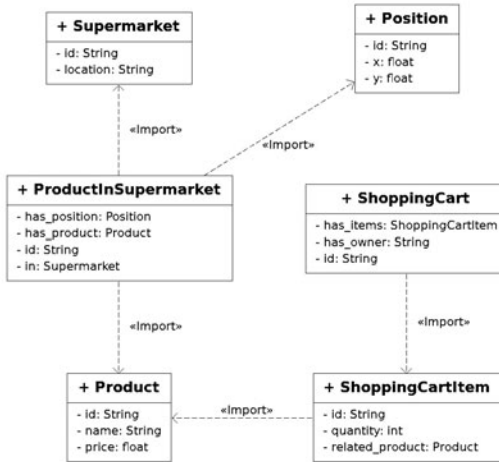 + Supermarket
- id: String
- location: String
+ Position
- id: String
- x: float
- y: float
«Import»
«Import»
+ ProductInSupermarket
- has_position: Position
- has_product: Product
- id: String
- in: Supermarket
+ ShoppingCart
- has_items: ShoppingCartItem
- has_owner: String
- id: String
«Import»
«Import»
+ Product
- id: String
- name: String
- price: float
«Import»
+ ShoppingCartItem
- id: String
- quantity: int
- related_product: Product